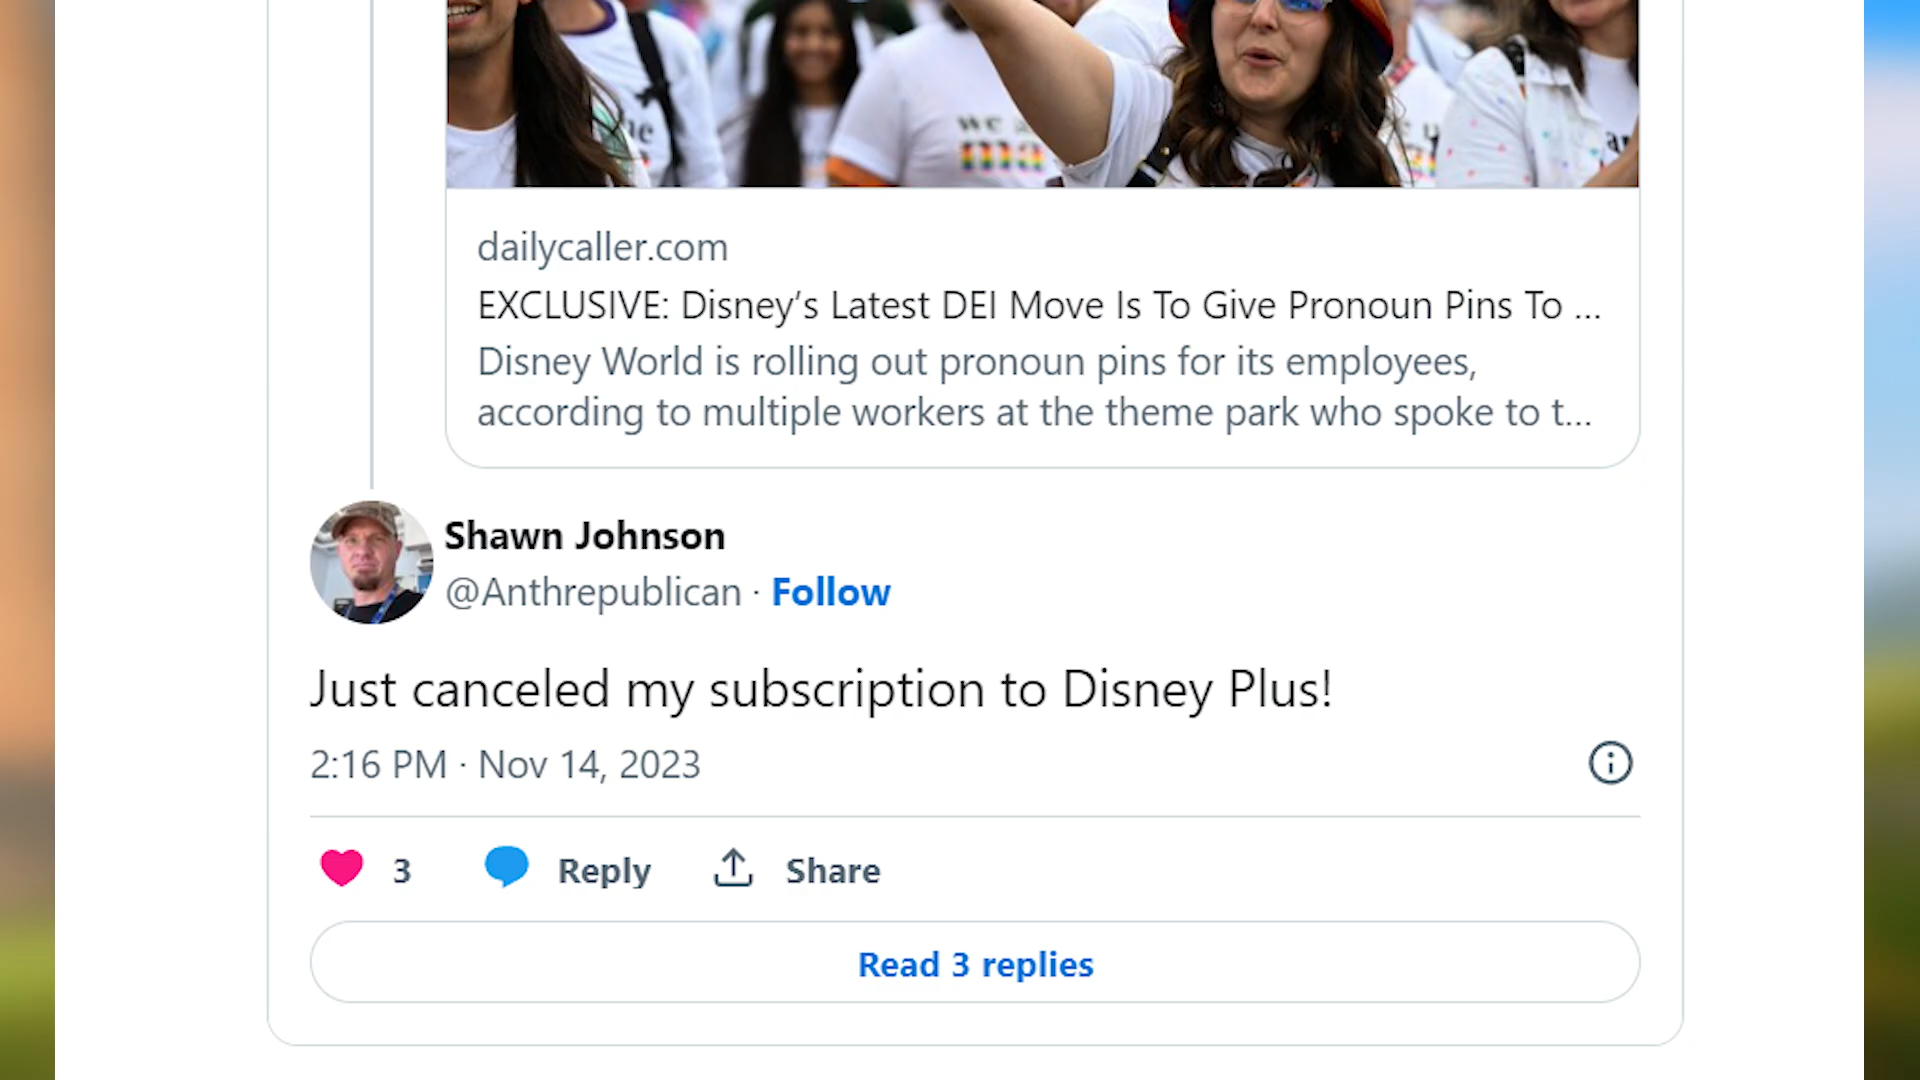 we
ma
dailycaller.com
EXCLUSIVE: Disney’s Latest DEI Move Is To Give Pronoun Pins To ...
Disney World is rolling out pronoun pins for its employees,
according to multiple workers at the theme park who spoke to t...
Shawn Johnson
@Anthrepublican · Follow
Just canceled my subscription to Disney Plus!
2:16 PM · Nov 14, 2023
3 Reply Share
Read 3 replies